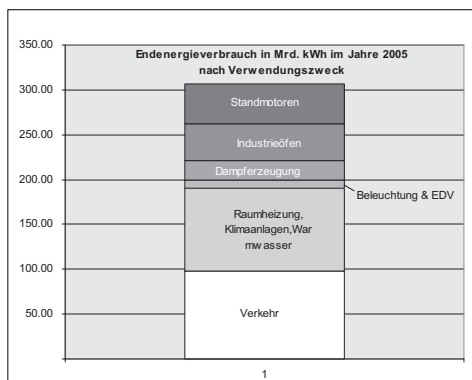 Endenergieverbrauch in Mrd. kWh im Jahre 2005
nach Verwendungszweck
350.00
300.00
250.00
200.00
150.00
100.00
50.00
Standmotoren
Industrieöfen
Dampferzeugung
Beleuchtung & EDV
Raumheizung,
Klimaanlagen,War
mwasser
Verkehr
1